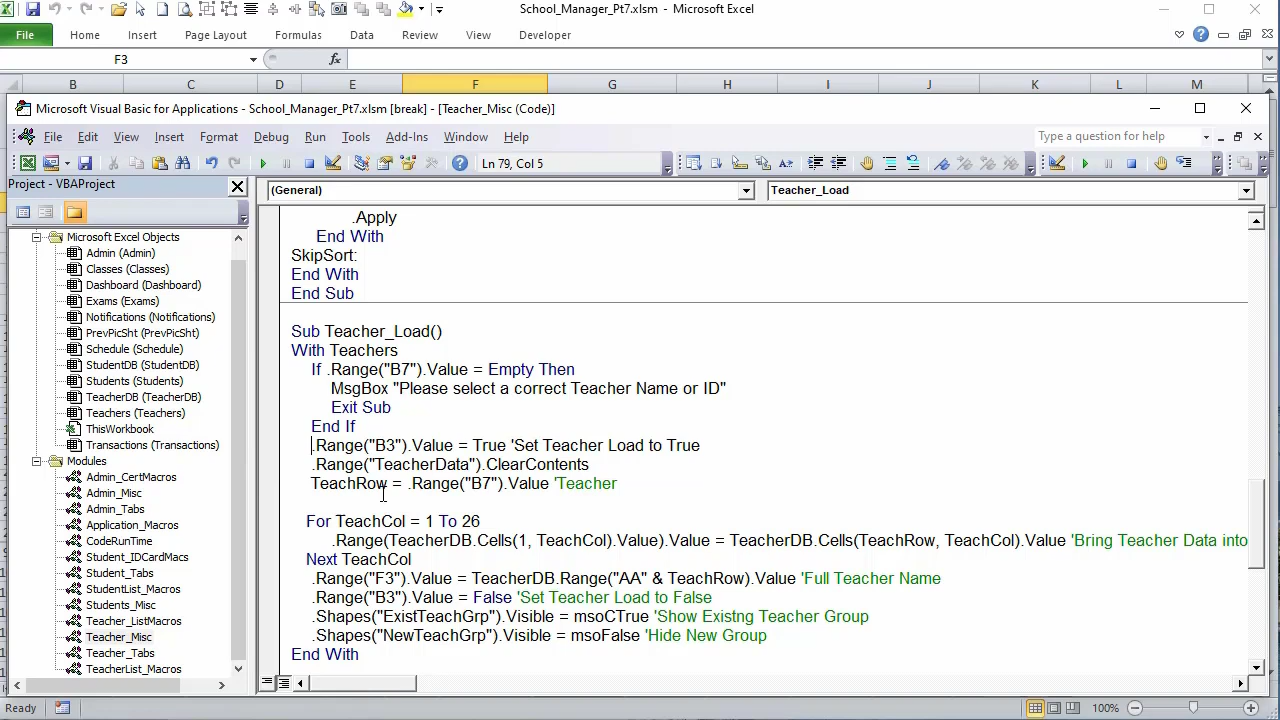 School_Manager_Pt7.xlsm - Microsoft Excel
File Home Insert Page Layout Formulas Data Review View Developer
F3 fx
B C D E F G H I J K L M
Microsoft Visual Basic for Applications - School_Manager_Pt7.xlsm [break] - [Teacher_Misc (Code)]
File Edit View Insert Format Debug Run Tools Add-Ins Window Help Type a question for help
Ln 79, Col 5
Project - VBAProject
(General) Teacher_Load
Microsoft Excel Objects
Admin (Admin)
Classes (Classes)
Dashboard (Dashboard)
Exams (Exams)
Notifications (Notifications)
PrevPicSht (PrevPicSht)
Schedule (Schedule)
StudentDB (StudentDB)
Students (Students)
TeacherDB (TeacherDB)
Teachers (Teachers)
ThisWorkbook
Transactions (Transactions)
Modules
Admin_CertMacros
Admin_Misc
Admin_Tabs
Application_Macros
CodeRunTime
Student_IDCardMacs
Student_Tabs
StudentList_Macros
Students_Misc
Teacher_ListMacros
Teacher_Misc
Teacher_Tabs
TeacherList_Macros
.Apply
End With
SkipSort:
End With
End Sub
Sub Teacher_Load()
With Teachers
If .Range("B7").Value = Empty Then
MsgBox "Please select a correct Teacher Name or ID"
Exit Sub
End If
.Range("B3").Value = True 'Set Teacher Load to True
.Range("TeacherData").ClearContents
TeachRow = .Range("B7").Value 'Teacher
For TeachCol = 1 To 26
.Range(TeacherDB.Cells(1, TeachCol).Value).Value = TeacherDB.Cells(TeachRow, TeachCol).Value 'Bring Teacher Data into
Next TeachCol
.Range("F3").Value = TeacherDB.Range("AA" & TeachRow).Value 'Full Teacher Name
.Range("B3").Value = False 'Set Teacher Load to False
.Shapes("ExistTeachGrp").Visible = msoCTrue 'Show Existng Teacher Group
.Shapes("NewTeachGrp").Visible = msoFalse 'Hide New Group
End With
Ready 100%